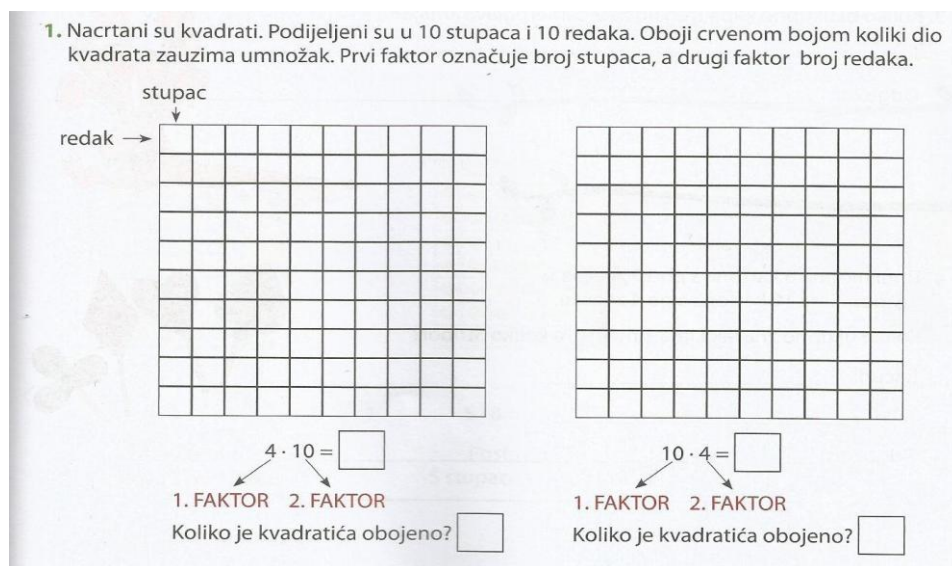 1. Nacrtani su kvadrati. Podijeljeni su u 10 stupaca i 10 redaka. Oboji crvenom bojom koliki dio
kvadrata zauzima umnožak. Prvi faktor označuje broj stupaca, a drugi faktor broj redaka.
stupac
redak
4 · 10 =
1. FAKTOR 2. FAKTOR
Koliko je kvadratića obojeno?
10 · 4 =
1. FAKTOR 2. FAKTOR
Koliko je kvadratića obojeno?